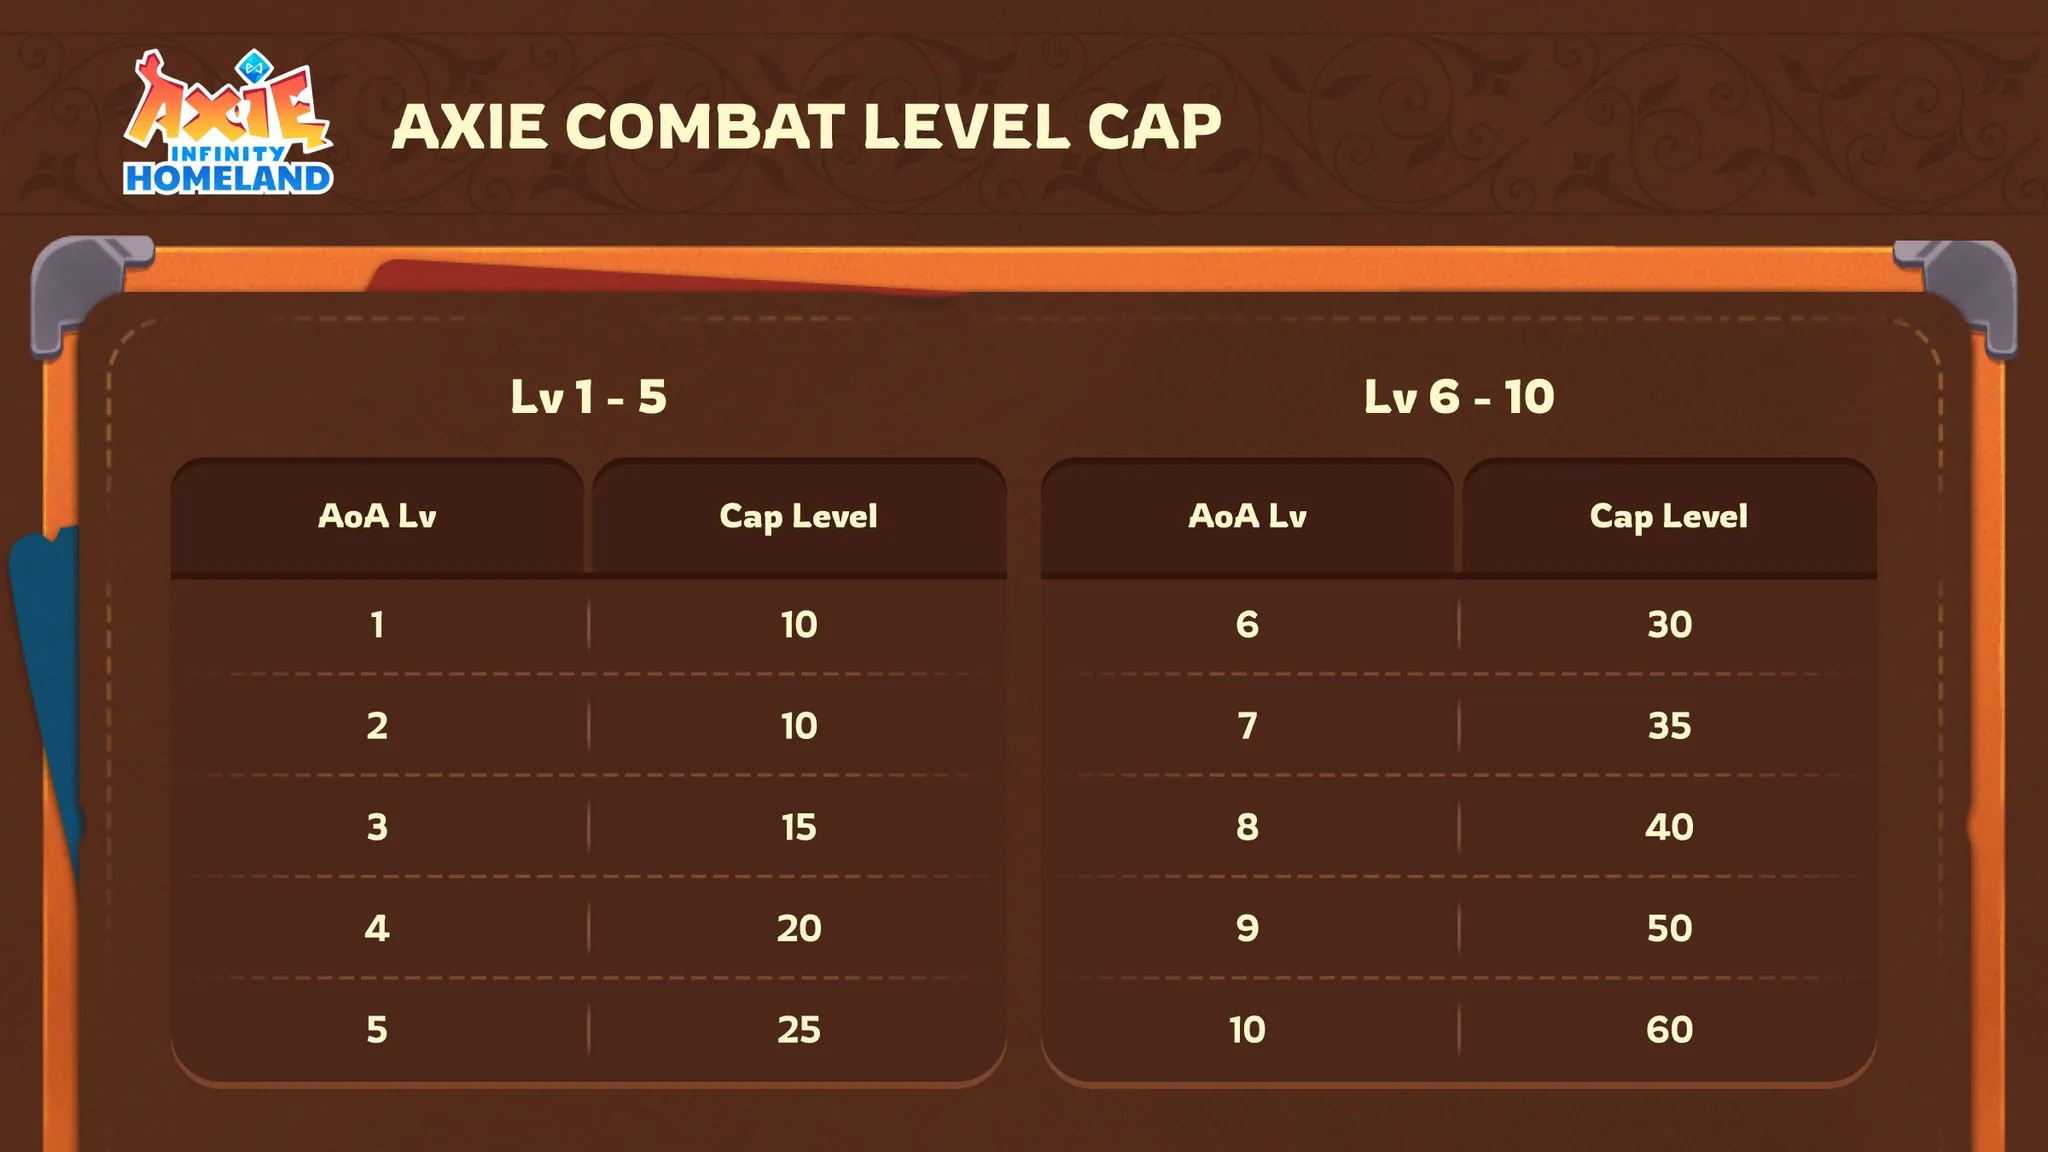 AXIE
INFINITY
HOMELAND
AXIE COMBAT LEVEL CAP
Lv 1 - 5
AoA Lv Cap Level
1 10
2 10
3 15
4 20
5 25
Lv 6 - 10
AoA Lv Cap Level
6 30
7 35
8 40
9 50
10 60